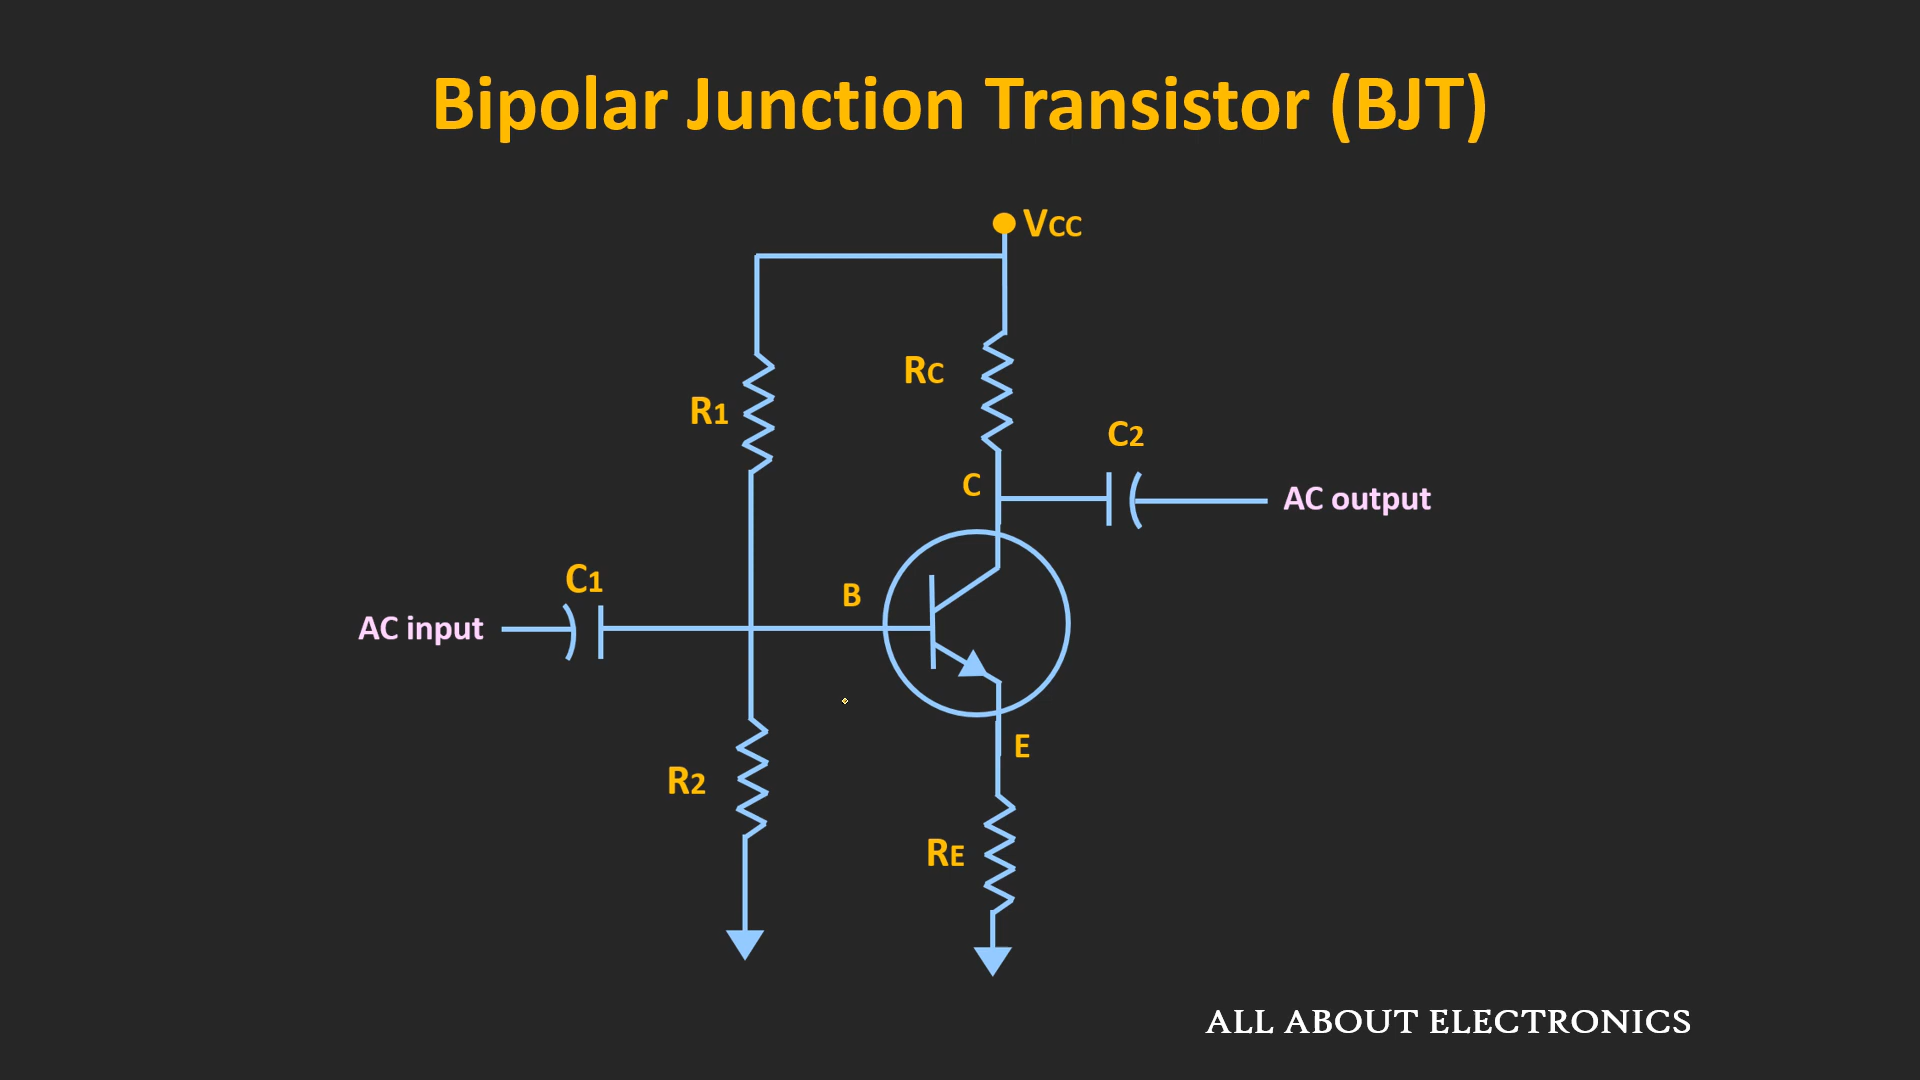 Bipolar Junction Transistor (BJT)
Vcc
Rc
R1
C2
C
AC output
C1
B
AC input
E
R2
RE
ALL ABOUT ELECTRONICS